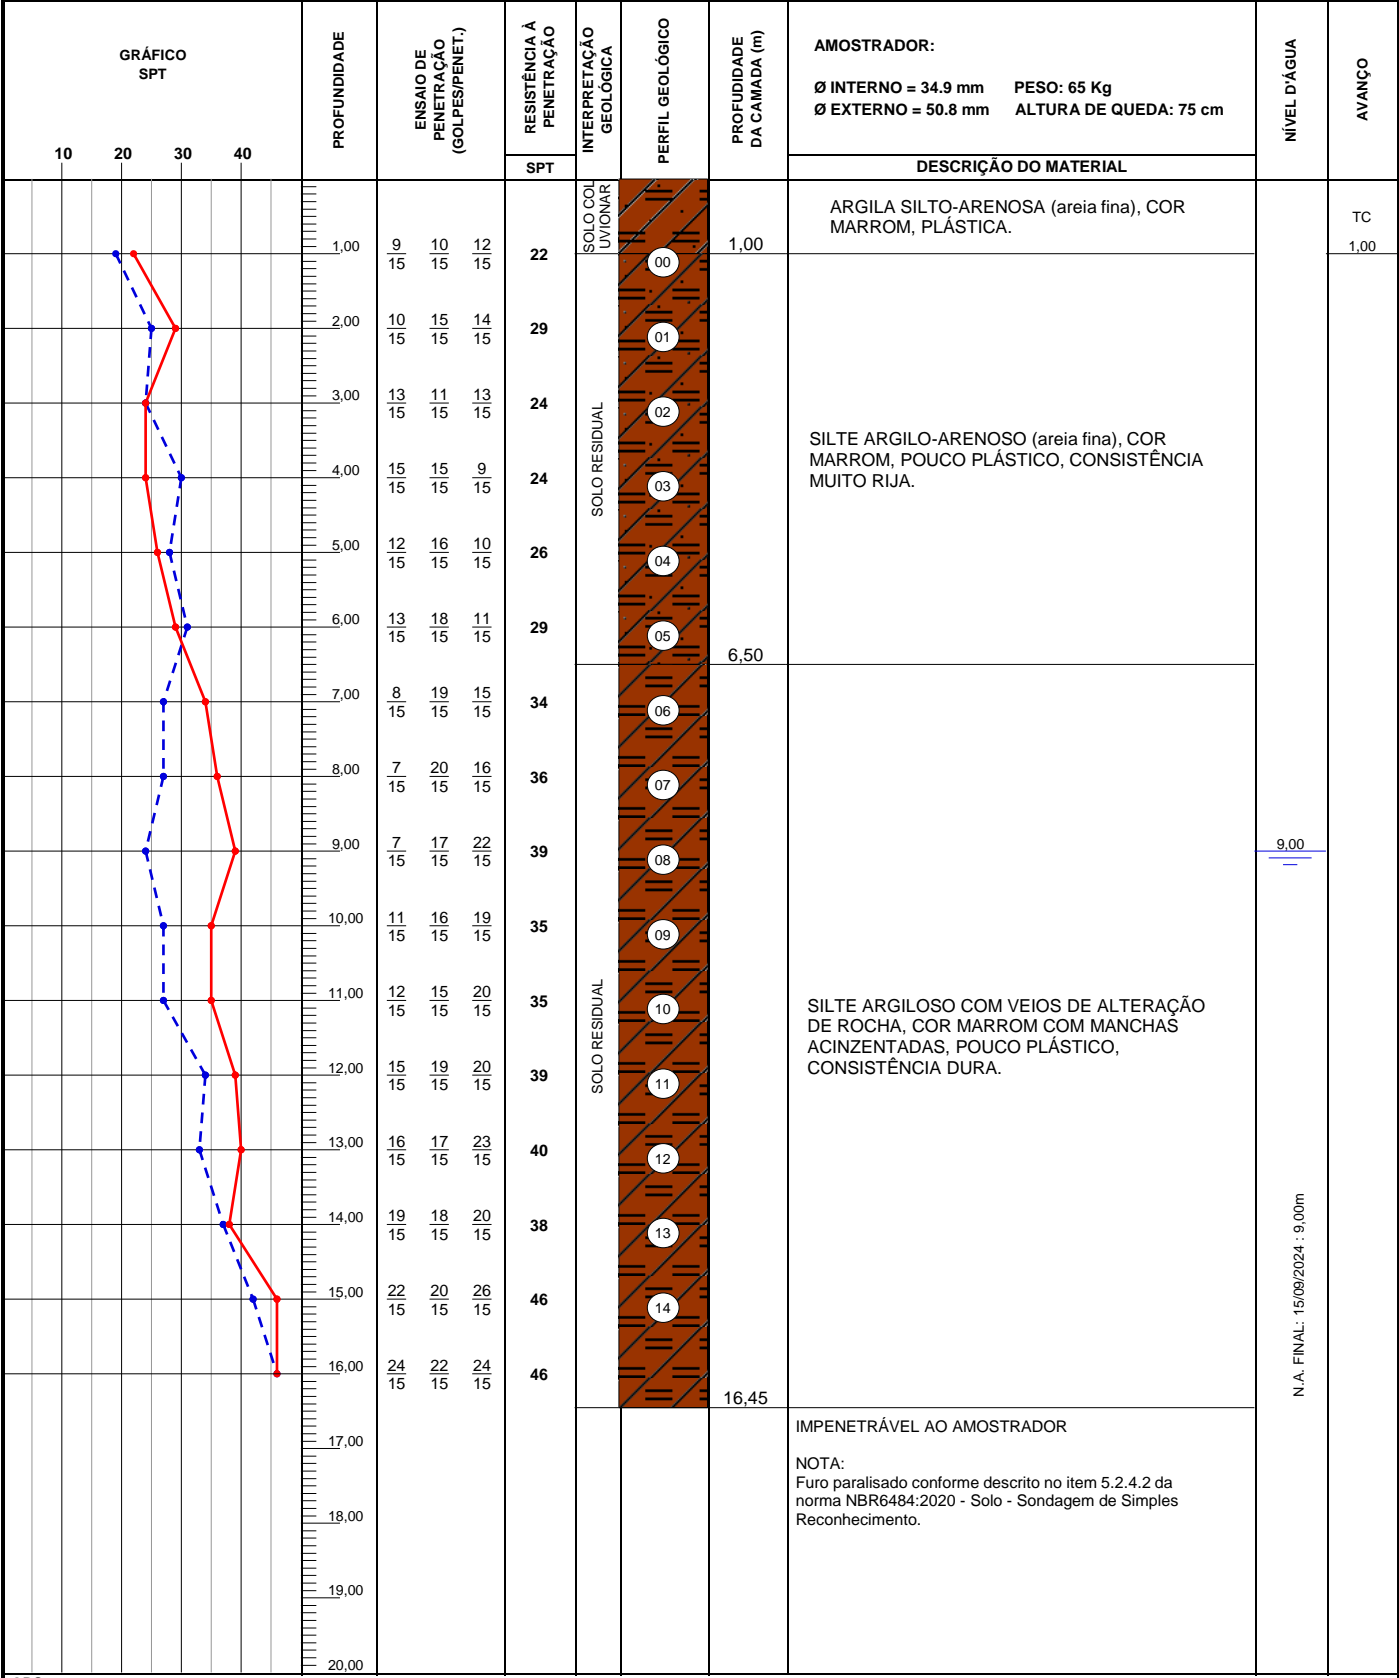 GRÁFICO
SPT
10 20 30 40
PROFUNDIDADE
ENSAIO DE
PENETRAÇÃO
(GOLPES/PENET.)
RESISTÊNCIA À
PENETRAÇÃO
SPT
INTERPRETAÇÃO
GEOLÓGICA
PERFIL GEOLÓGICO
PROFUDIDADE
DA CAMADA (m)
AMOSTRADOR:
Ø INTERNO = 34.9 mm PESO: 65 Kg
Ø EXTERNO = 50.8 mm ALTURA DE QUEDA: 75 cm
DESCRIÇÃO DO MATERIAL
NÍVEL D'ÁGUA
AVANÇO
SOLO COL
UVIONAR
ARGILA SILTO-ARENOSA (areia fina), COR
MARROM, PLÁSTICA.
TC
1,00
1,00 9/15 10/15 12/15 22 00 1,00
2,00 10/15 15/15 14/15 29 01
3,00 13/15 11/15 13/15 24 02
SOLO RESIDUAL
SILTE ARGILO-ARENOSO (areia fina), COR
MARROM, POUCO PLÁSTICO, CONSISTÊNCIA
MUITO RIJA.
4,00 15/15 15/15 9/15 24 03
5,00 12/15 16/15 10/15 26 04
6,00 13/15 18/15 11/15 29 05
6,50
7,00 8/15 19/15 15/15 34 06
8,00 7/15 20/15 16/15 36 07
9,00 7/15 17/15 22/15 39 08 9,00
10,00 11/15 16/15 19/15 35 09
11,00 12/15 15/15 20/15 35 10
SOLO RESIDUAL
SILTE ARGILOSO COM VEIOS DE ALTERAÇÃO
DE ROCHA, COR MARROM COM MANCHAS
ACINZENTADAS, POUCO PLÁSTICO,
CONSISTÊNCIA DURA.
12,00 15/15 19/15 20/15 39 11
13,00 16/15 17/15 23/15 40 12
14,00 19/15 18/15 20/15 38 13
15,00 22/15 20/15 26/15 46 14
16,00 24/15 22/15 24/15 46
N.A. FINAL: 15/09/2024 : 9,00m
16,45
IMPENETRÁVEL AO AMOSTRADOR
17,00
NOTA:
Furo paralisado conforme descrito no item 5.2.4.2 da
norma NBR6484:2020 - Solo - Sondagem de Simples
Reconhecimento.
18,00
19,00
20,00